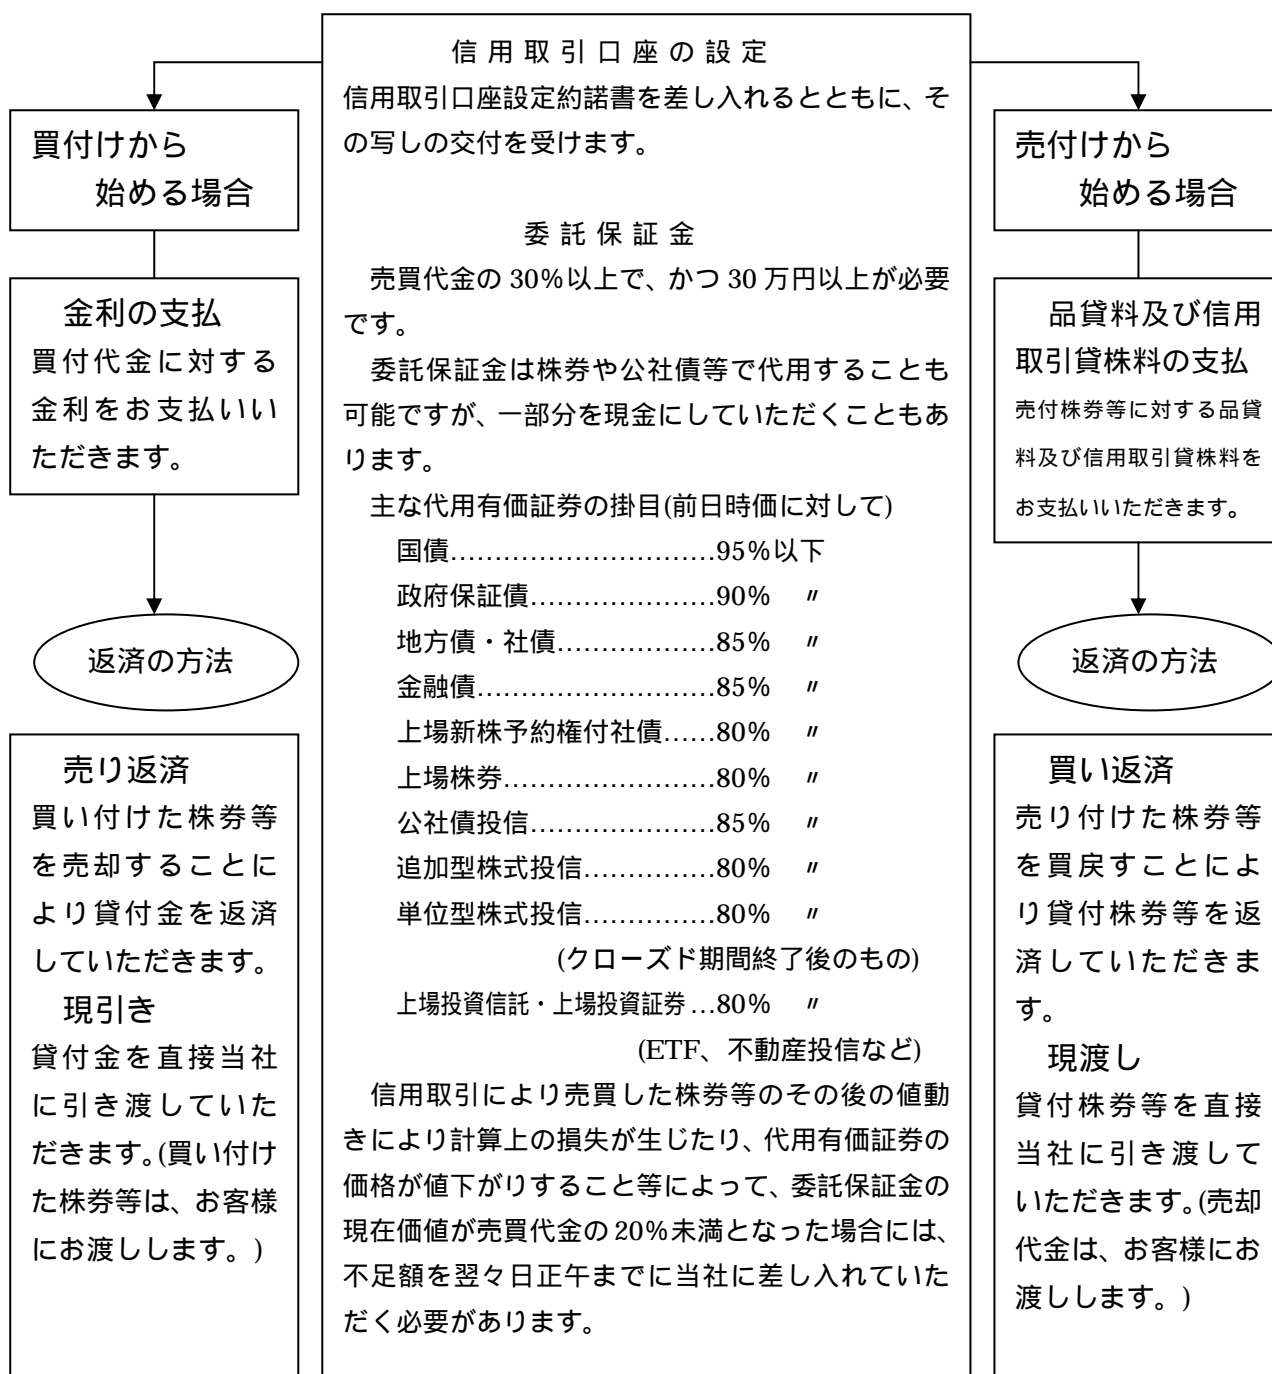 信用取引口座の設定
信用取引口座設定約諾書を差し入れるとともに、そ
の写しの交付を受けます。
委託保証金
売買代金の 30%以上で、かつ 30 万円以上が必要
です。
委託保証金は株券や公社債等で代用することも
可能ですが、一部分を現金にしていただくこともあ
ります。
主な代用有価証券の掛目(前日時価に対して)
国債..............................95%以下
政府保証債.....................90% 〃
地方債・社債..................85% 〃
金融債...........................85% 〃
上場新株予約権付社債......80% 〃
上場株券........................80% 〃
公社債投信.....................85% 〃
追加型株式投信...............80% 〃
単位型株式投信...............80% 〃
(クローズド期間終了後のもの)
上場投資信託・上場投資証券...80% 〃
(ETF、不動産投信など)
信用取引により売買した株券等のその後の値動
きにより計算上の損失が生じたり、代用有価証券の
価格が値下がりすること等によって、委託保証金の
現在価値が売買代金の 20%未満となった場合には、
不足額を翌々日正午までに当社に差し入れていた
だく必要があります。
買付けから
始める場合
金利の支払
買付代金に対する
金利をお支払いい
ただきます。
返済の方法
売り返済
買い付けた株券等
を売却することに
より貸付金を返済
していただきます。
現引き
貸付金を直接当社
に引き渡していた
だきます。(買い付け
た株券等は、お客様
にお渡しします。)
売付けから
始める場合
品貸料及び信用
取引貸株料の支払
売付株券等に対する品貸
料及び信用取引貸株料を
お支払いいただきます。
返済の方法
買い返済
売り付けた株券等
を買戻すことによ
り貸付株券等を返
済していただきま
す。
現渡し
貸付株券等を直接
当社に引き渡して
いただきます。(売却
代金は、お客様にお
渡しします。)